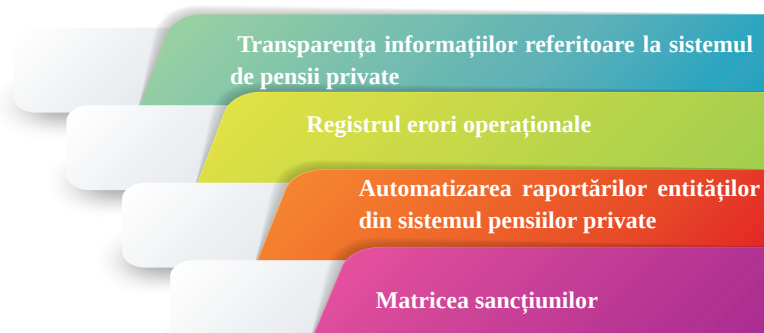 Transparența informațiilor referitoare la sistemul
de pensii private
Registrul erori operaționale
Automatizarea raportărilor entităților
din sistemul pensiilor private
Matricea sancțiunilor